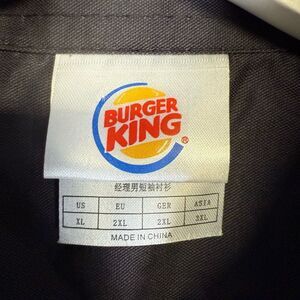 BURGER
KING®
经理男短袖衬衫
US EU GER ASIA
XL 2XL 2XL 3XL
MADE IN CHINA